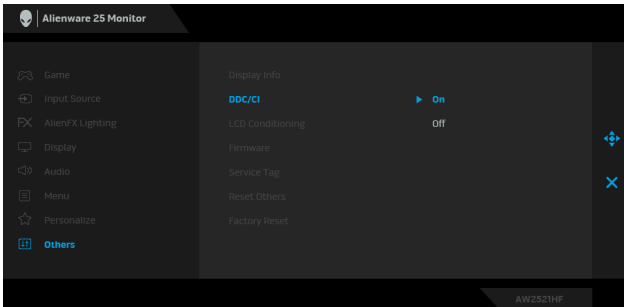 Alienware 25 Monitor
Game
Display Info
Input Source
DDC/CI
On
AlienFX Lighting
LCD Conditioning
Off
Display
Firmware
Audio
Service Tag
Menu
Reset Others
Personalize
Factory Reset
Others
AW2521HF